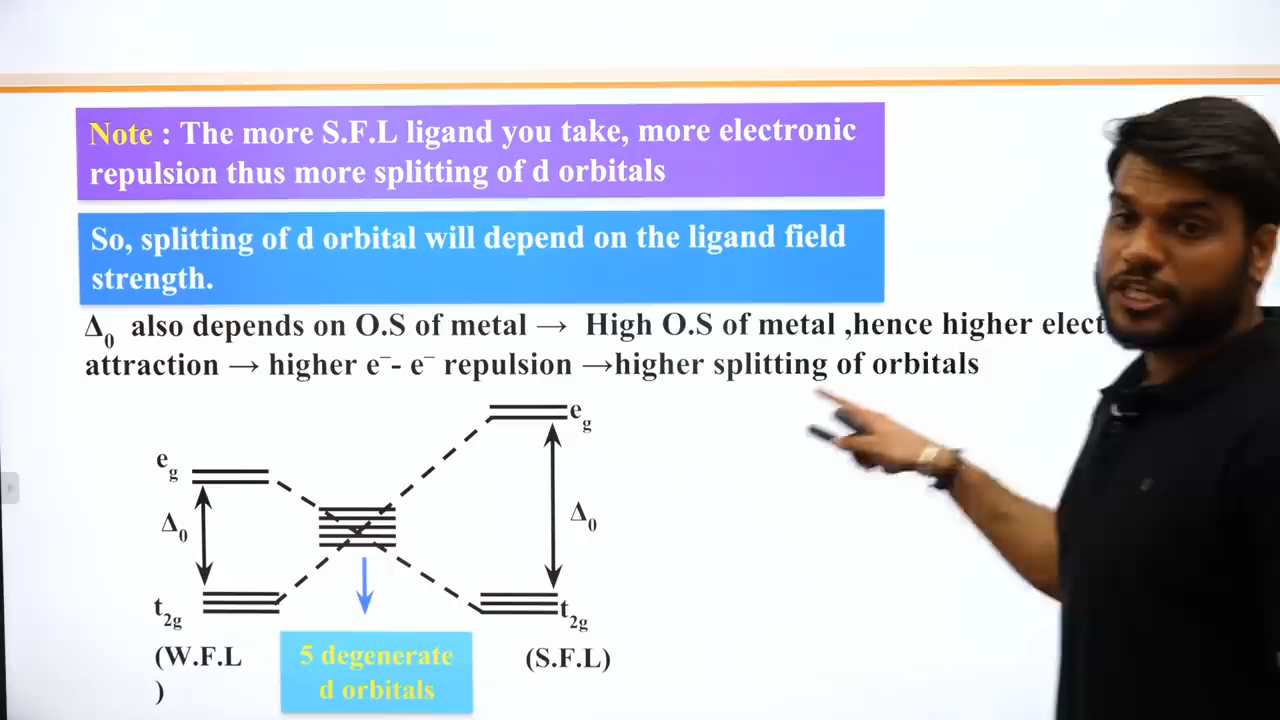 Note : The more S.F.L ligand you take, more electronic
repulsion thus more splitting of d orbitals
So, splitting of d orbital will depend on the ligand field
strength.
Δ₀ also depends on O.S of metal → High O.S of metal ,hence higher elect
attraction → higher e⁻- e⁻ repulsion →higher splitting of orbitals
e_g
e_g
Δ₀
Δ₀
t₂g
t₂g
(W.F.L
)
5 degenerate
d orbitals
(S.F.L)